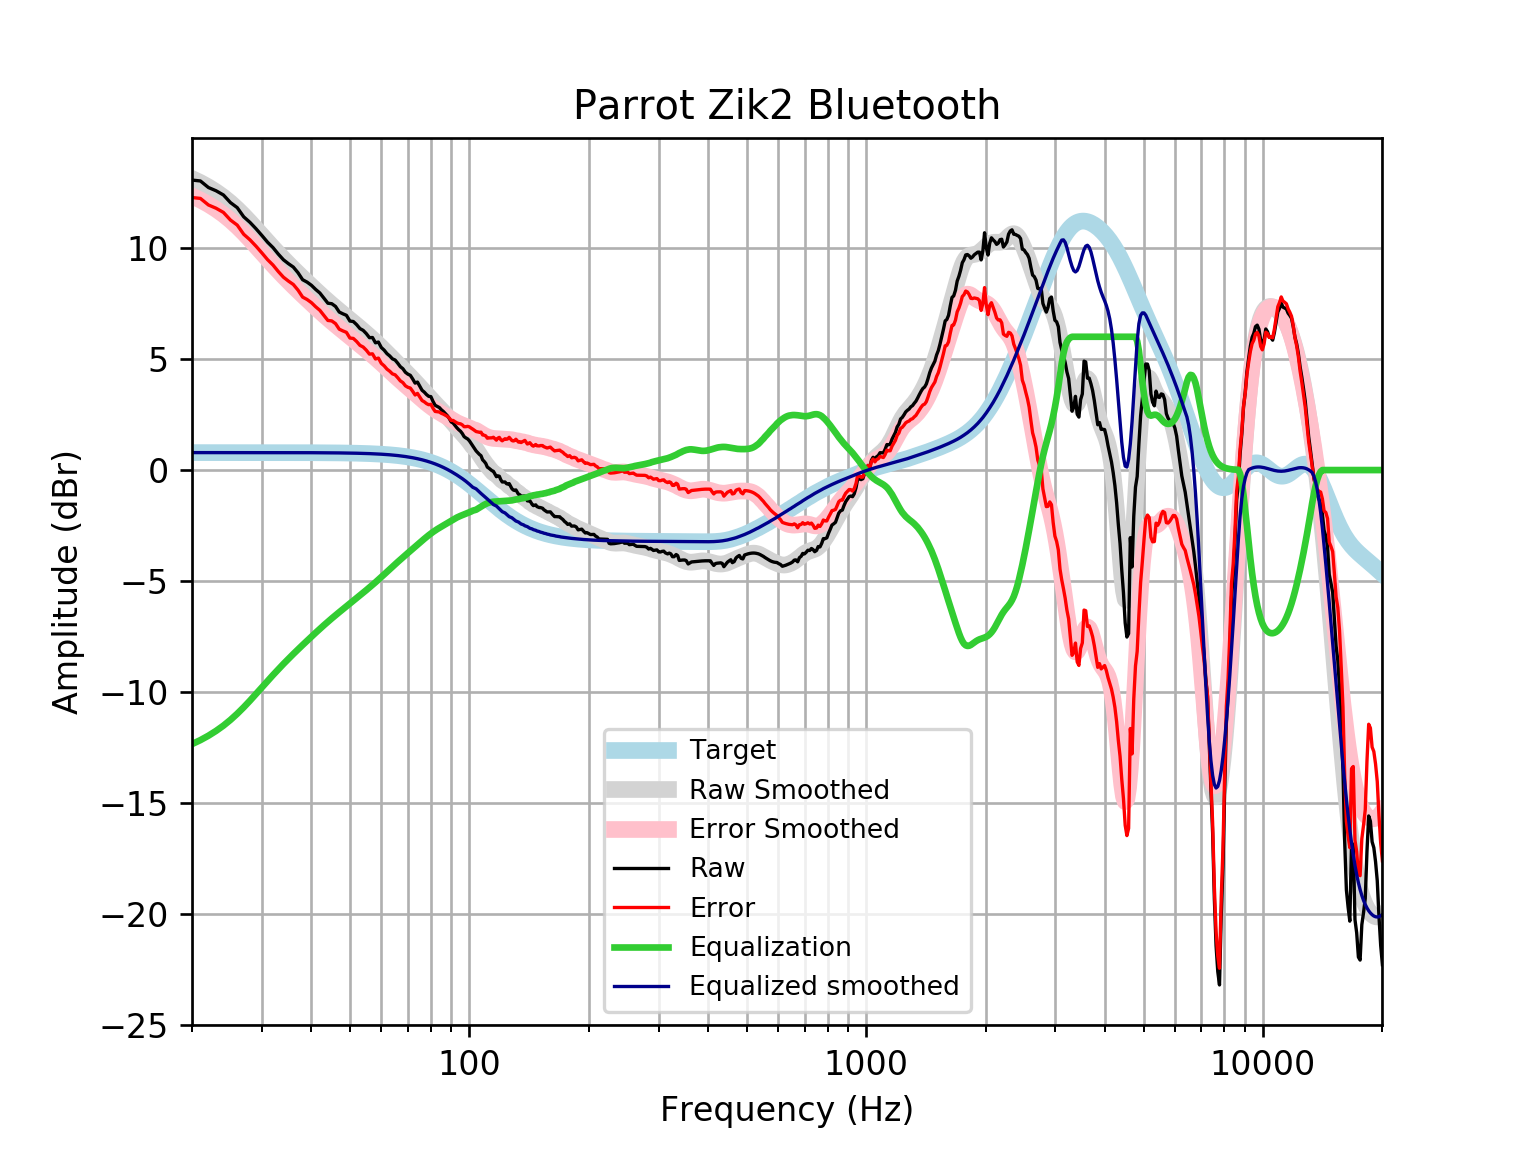 Parrot Zik2 Bluetooth
Amplitude (dBr)
10
5
0
−5
−10
−15
−20
−25
Target
Raw Smoothed
Error Smoothed
Raw
Error
Equalization
Equalized smoothed
100
1000
10000
Frequency (Hz)